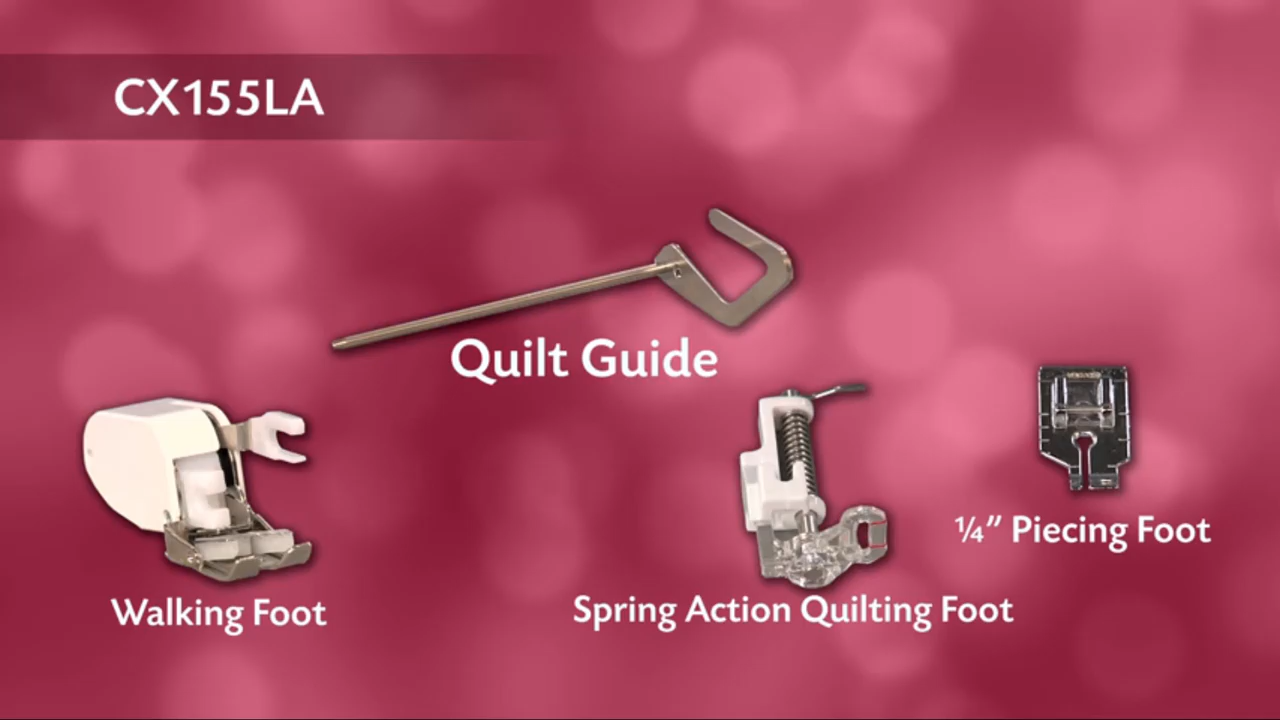 CX155LA
Quilt Guide
¼” Piecing Foot
Walking Foot
Spring Action Quilting Foot